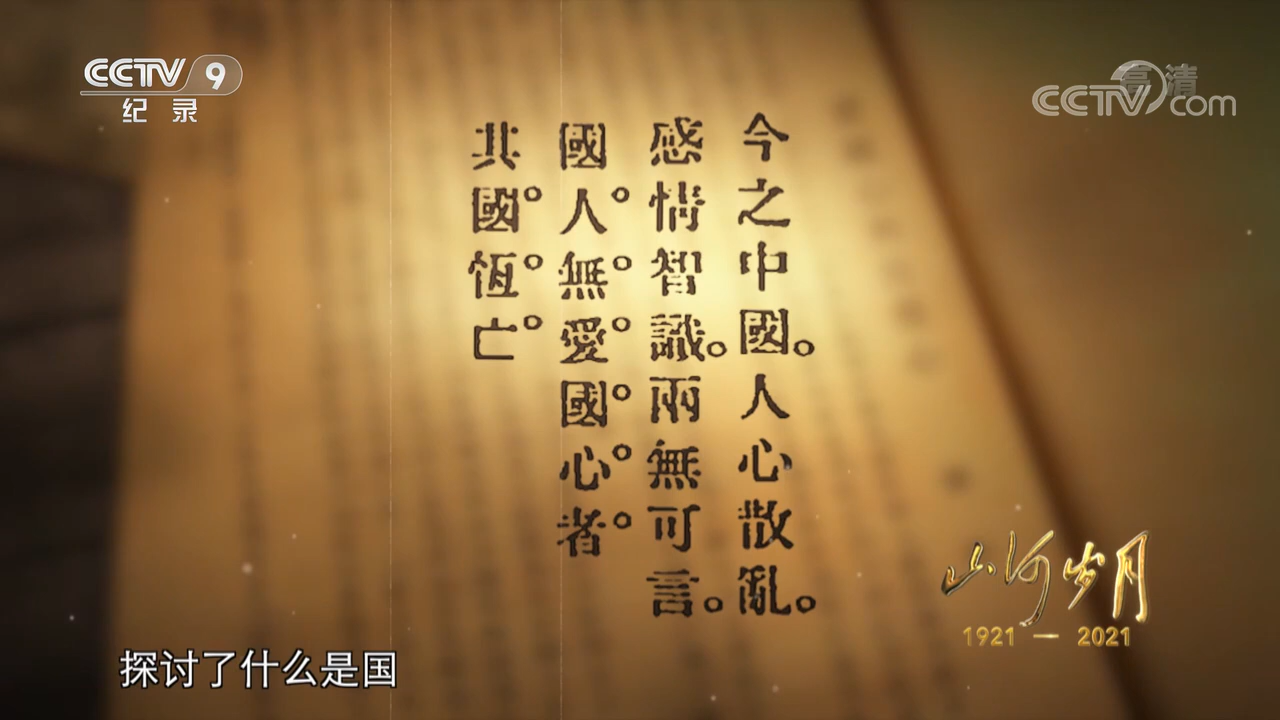 CCTV 9
纪录
高清
CCTV.com
今之中國。人心散亂。
感情智識。兩無可言。
國人。無。愛。國。心。者。
其國。恆。亡。
山河岁月
1921 — 2021
探讨了什么是国